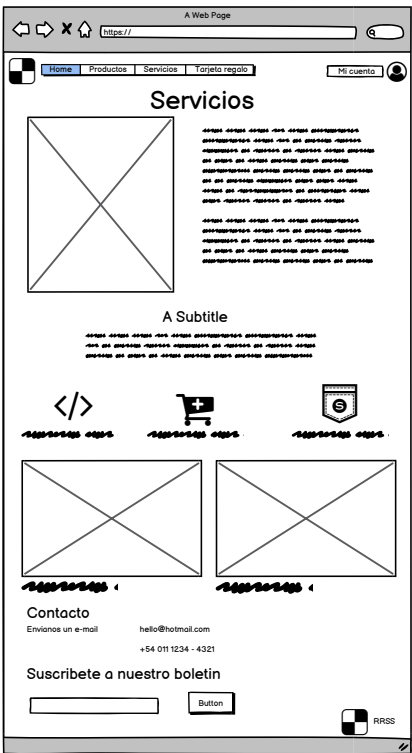 A Web Page
https://
Home Productos Servicios Tarjeta regalo Mi cuenta
Servicios
A Subtitle
</>
S
Contacto
Envianos un e-mail hello@hotmail.com
+54 011 1234 - 4321
Suscribete a nuestro boletin
Button
RRSS